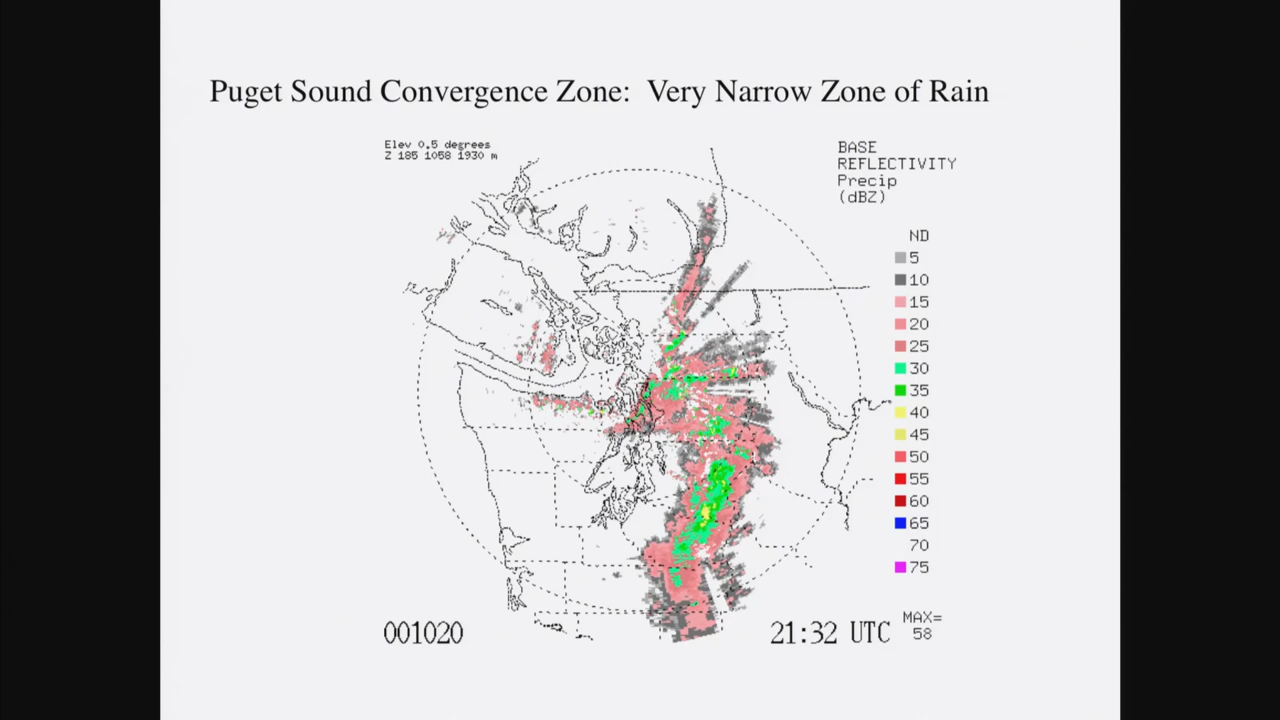 Puget Sound Convergence Zone: Very Narrow Zone of Rain
Elev 0.5 degrees
Z 185 1058 1930 m
BASE
REFLECTIVITY
Precip
(dBZ)
ND
5
10
15
20
25
30
35
40
45
50
55
60
65
70
75
MAX=
58
001020
21:32 UTC